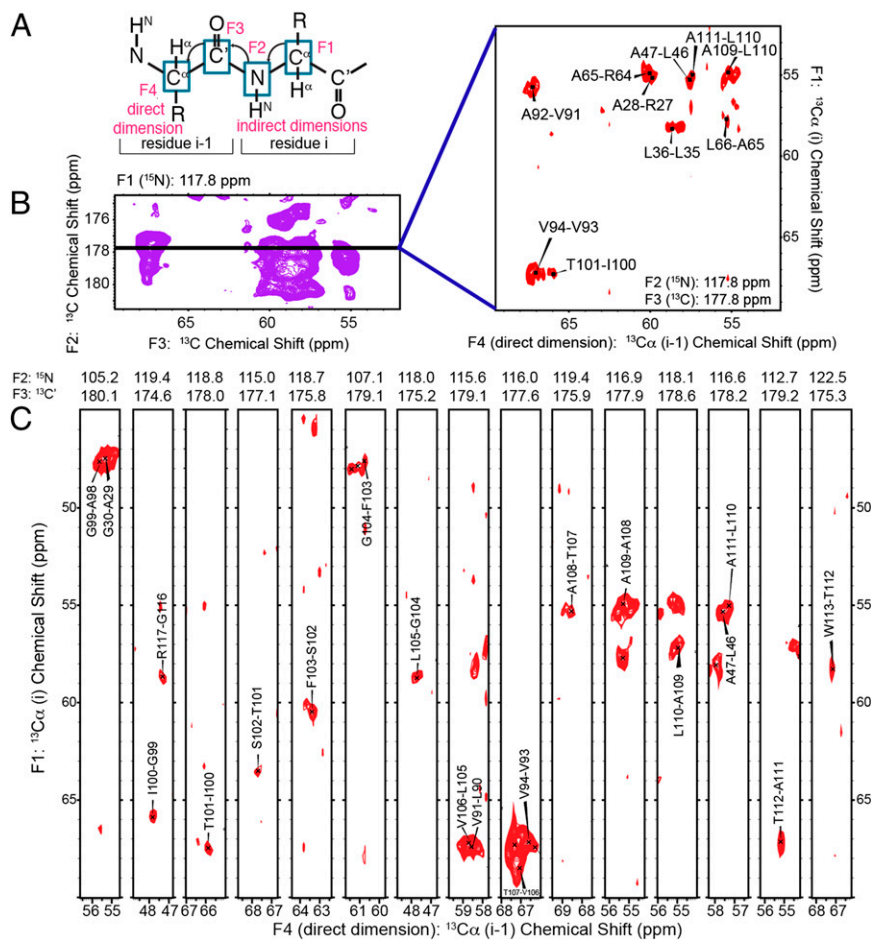 A
H^N
O
F3
R
N
H^α
C'
F2
F1
C^α
N
C^α
C'
F4
R
H^N
H^α
O
direct
dimension
indirect dimensions
residue i-1
residue i
B
F1 (¹⁵N): 117.8 ppm
F2: ¹³C Chemical Shift (ppm)
176
178
180
65
60
55
F3: ¹³C Chemical Shift (ppm)
A111-L110
A47-L46
A109-L110
A65-R64
A28-R27
A92-V91
L36-L35
L66-A65
V94-V93
T101-I100
F2 (¹⁵N): 117.8 ppm
F3 (¹³C): 177.8 ppm
55
60
65
F1: ¹³Cα (i) Chemical Shift (ppm)
65
60
55
F4 (direct dimension): ¹³Cα (i-1) Chemical Shift (ppm)
F2: ¹⁵N 105.2 119.4 118.8 115.0 118.7 107.1 118.0 115.6 116.0 119.4 116.9 118.1 116.6 112.7 122.5
F3: ¹³C' 180.1 174.6 178.0 177.1 175.8 179.1 175.2 179.1 177.6 175.9 177.9 178.6 178.2 179.2 175.3
C
F1: ¹³Cα (i) Chemical Shift (ppm)
50
55
60
65
G99-A98
G30-A29
R117-G116
I100-G99
T101-I100
S102-T101
F103-S102
G104-F103
L105-G104
V106-L105
V91-L90
V94-V93
T107-V106
A108-T107
A109-A108
L110-A109
A47-L46
A111-L110
T112-A111
W113-T112
50
55
60
65
56 55 48 47 67 66 68 67 64 63 61 60 48 47 59 58 68 67 69 68 56 55 56 55 58 57 56 55 68 67
F4 (direct dimension): ¹³Cα (i-1) Chemical Shift (ppm)